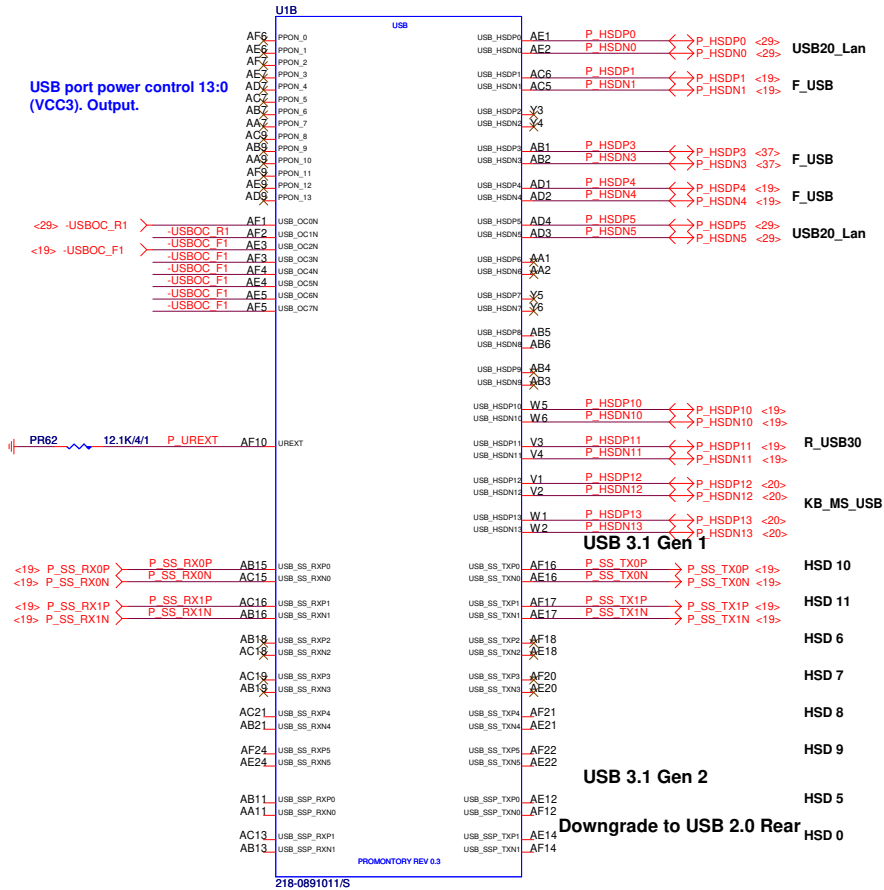 U1B
USB
USB port power control 13:0
(VCC3). Output.
AF6 PPON_0
AE6 PPON_1
AF7 PPON_2
AE7 PPON_3
AD7 PPON_4
AC7 PPON_5
AB7 PPON_6
AA7 PPON_7
AC9 PPON_8
AB9 PPON_9
AA9 PPON_10
AF9 PPON_11
AE9 PPON_12
AD9 PPON_13
<29> -USBOC_R1 AF1 USB_OC0N
-USBOC_R1 AF2 USB_OC1N
<19> -USBOC_F1 -USBOC_F1 AE3 USB_OC2N
-USBOC_F1 AF3 USB_OC3N
-USBOC_F1 AF4 USB_OC4N
-USBOC_F1 AE4 USB_OC5N
-USBOC_F1 AE5 USB_OC6N
-USBOC_F1 AF5 USB_OC7N
PR62 12.1K/4/1 P_UREXT AF10 UREXT
<19> P_SS_RX0P P_SS_RX0P AB15 USB_SS_RXP0
<19> P_SS_RX0N P_SS_RX0N AC15 USB_SS_RXN0
<19> P_SS_RX1P P_SS_RX1P AC16 USB_SS_RXP1
<19> P_SS_RX1N P_SS_RX1N AB16 USB_SS_RXN1
AB18 USB_SS_RXP2
AC18 USB_SS_RXN2
AC19 USB_SS_RXP3
AB19 USB_SS_RXN3
AC21 USB_SS_RXP4
AB21 USB_SS_RXN4
AF24 USB_SS_RXP5
AE24 USB_SS_RXN5
AB11 USB_SSP_RXP0
AA11 USB_SSP_RXN0
AC13 USB_SSP_RXP1
AB13 USB_SSP_RXN1
USB_HSDP0 AE1 P_HSDP0 P_HSDP0 <29>
USB_HSDN0 AE2 P_HSDN0 P_HSDN0 <29>
USB20_Lan
USB_HSDP1 AC6 P_HSDP1 P_HSDP1 <19>
USB_HSDN1 AC5 P_HSDN1 P_HSDN1 <19>
F_USB
USB_HSDP2 Y3
USB_HSDN2 Y4
USB_HSDP3 AB1 P_HSDP3 P_HSDP3 <37>
USB_HSDN3 AB2 P_HSDN3 P_HSDN3 <37>
F_USB
USB_HSDP4 AD1 P_HSDP4 P_HSDP4 <19>
USB_HSDN4 AD2 P_HSDN4 P_HSDN4 <19>
F_USB
USB_HSDP5 AD4 P_HSDP5 P_HSDP5 <29>
USB_HSDN5 AD3 P_HSDN5 P_HSDN5 <29>
USB20_Lan
USB_HSDP6 AA1
USB_HSDN6 AA2
USB_HSDP7 Y5
USB_HSDN7 Y6
USB_HSDP8 AB5
USB_HSDN8 AB6
USB_HSDP9 AB4
USB_HSDN9 AB3
USB_HSDP10 W5 P_HSDP10 P_HSDP10 <19>
USB_HSDN10 W6 P_HSDN10 P_HSDN10 <19>
R_USB30
USB_HSDP11 V3 P_HSDP11 P_HSDP11 <19>
USB_HSDN11 V4 P_HSDN11 P_HSDN11 <19>
USB_HSDP12 V1 P_HSDP12 P_HSDP12 <20>
USB_HSDN12 V2 P_HSDN12 P_HSDN12 <20>
KB_MS_USB
USB_HSDP13 W1 P_HSDP13 P_HSDP13 <20>
USB_HSDN13 W2 P_HSDN13 P_HSDN13 <20>
USB 3.1 Gen 1
USB_SS_TXP0 AF16 P_SS_TX0P P_SS_TX0P <19> HSD 10
USB_SS_TXN0 AE16 P_SS_TX0N P_SS_TX0N <19>
USB_SS_TXP1 AF17 P_SS_TX1P P_SS_TX1P <19> HSD 11
USB_SS_TXN1 AE17 P_SS_TX1N P_SS_TX1N <19>
USB_SS_TXP2 AF18 HSD 6
USB_SS_TXN2 AE18
USB_SS_TXP3 AF20 HSD 7
USB_SS_TXN3 AE20
USB_SS_TXP4 AF21 HSD 8
USB_SS_TXN4 AE21
USB_SS_TXP5 AF22 HSD 9
USB_SS_TXN5 AE22
USB 3.1 Gen 2
USB_SSP_TXP0 AE12 HSD 5
USB_SSP_TXN0 AF12
Downgrade to USB 2.0 Rear
USB_SSP_TXP1 AE14 HSD 0
USB_SSP_TXN1 AF14
PROMONTORY REV 0.3
218-0891011/S